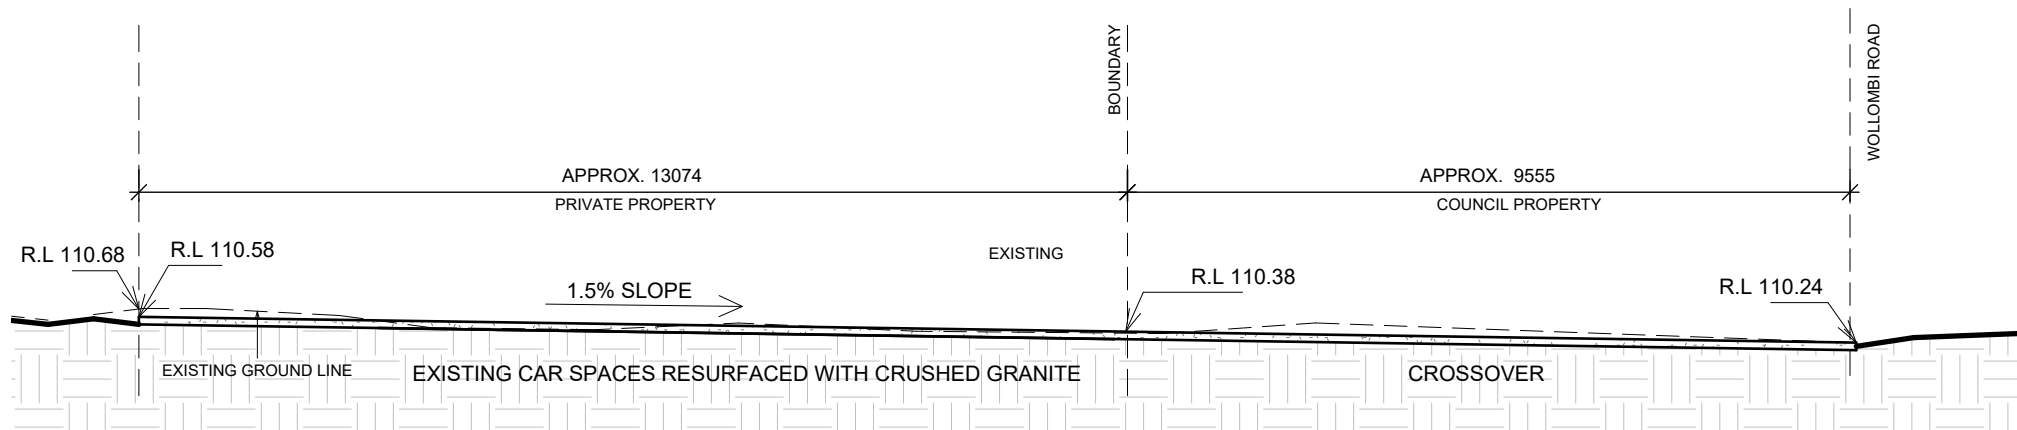 BOUNDARY
WOLLOMBI ROAD
APPROX. 13074
PRIVATE PROPERTY
APPROX. 9555
COUNCIL PROPERTY
R.L 110.68
R.L 110.58
EXISTING
R.L 110.38
R.L 110.24
1.5% SLOPE
EXISTING GROUND LINE
EXISTING CAR SPACES RESURFACED WITH CRUSHED GRANITE
CROSSOVER